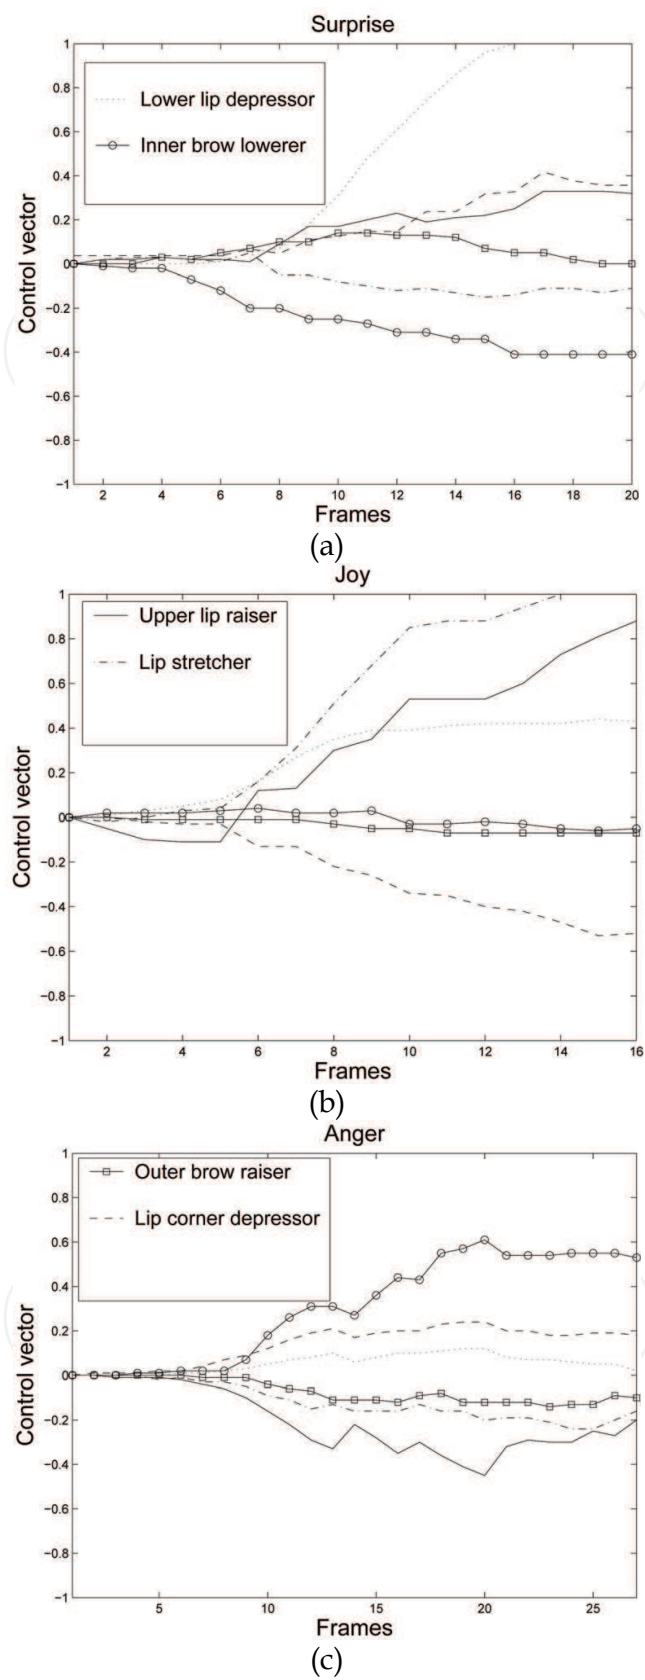 Surprise
1
0.8
0.6
0.4
0.2
0
−0.2
−0.4
−0.6
−0.8
−1
Control vector
Lower lip depressor
Inner brow lowerer
2 4 6 8 10 12 14 16 18 20
Frames
(a)
Joy
1
0.8
0.6
0.4
0.2
0
−0.2
−0.4
−0.6
−0.8
−1
Control vector
Upper lip raiser
Lip stretcher
2 4 6 8 10 12 14 16
Frames
(b)
Anger
1
0.8
0.6
0.4
0.2
0
−0.2
−0.4
−0.6
−0.8
−1
Control vector
Outer brow raiser
Lip corner depressor
5 10 15 20 25
Frames
(c)